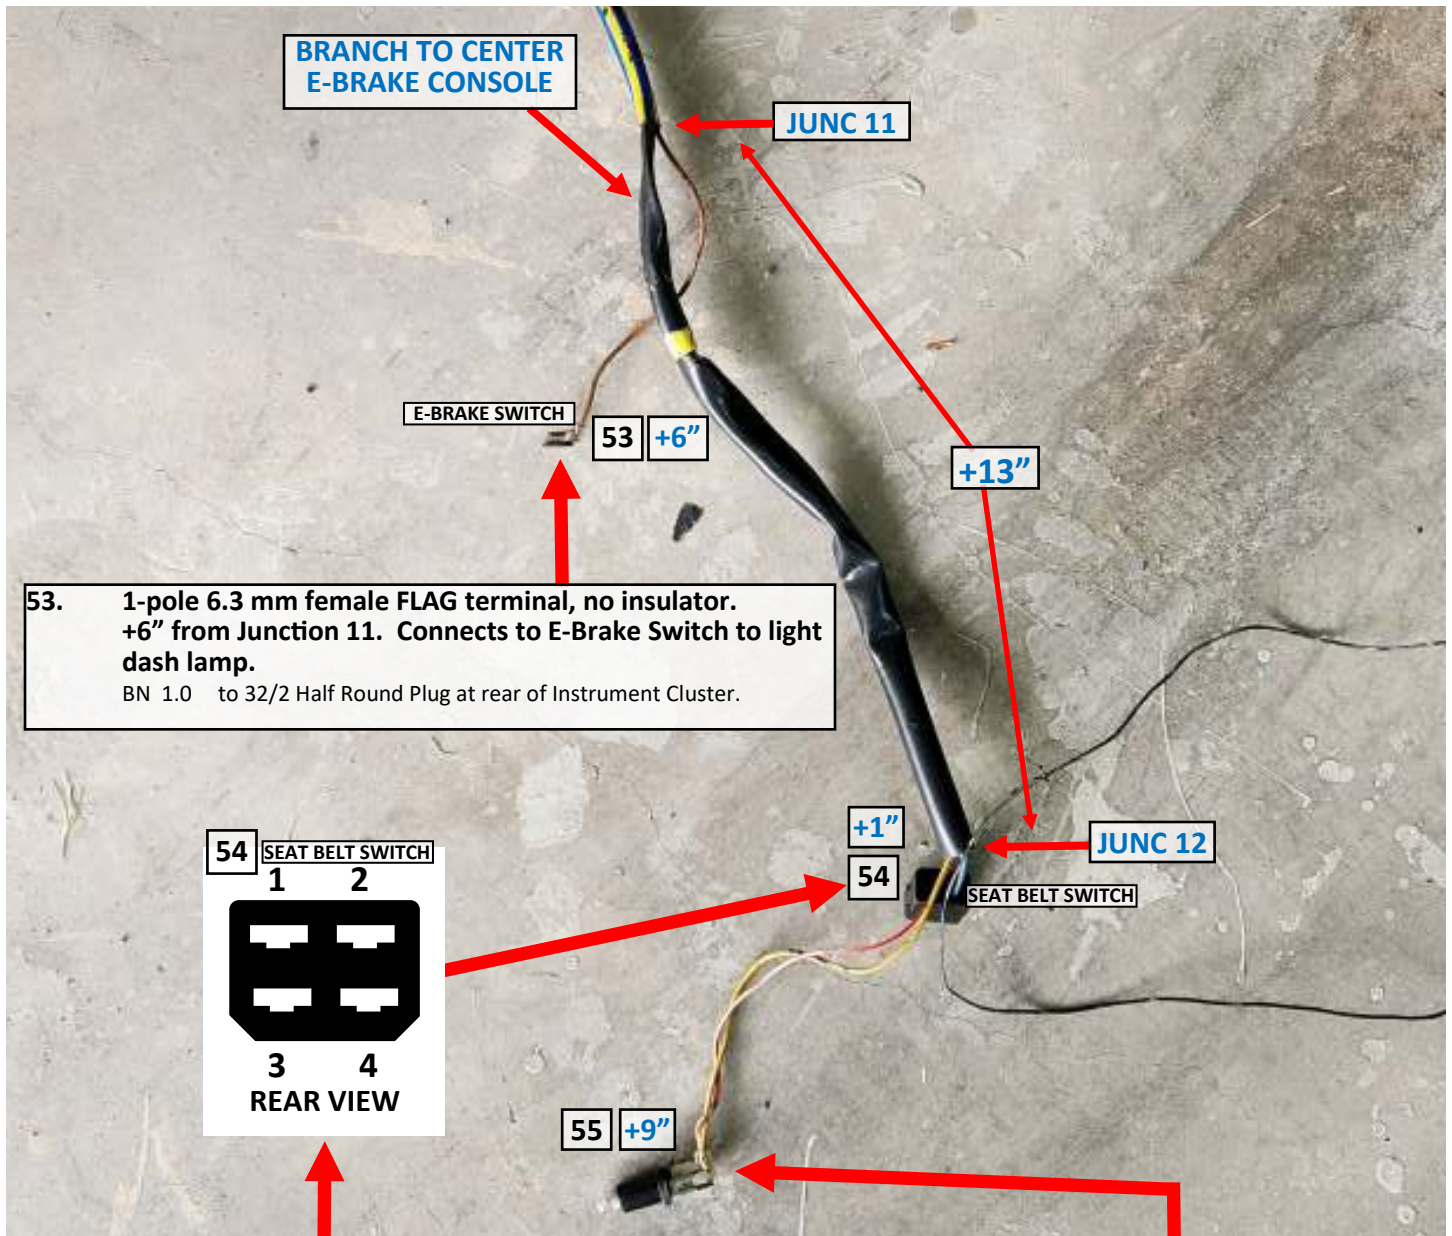 BRANCH TO CENTER
E-BRAKE CONSOLE
JUNC 11
E-BRAKE SWITCH
53 +6”
+13”
53. 1-pole 6.3 mm female FLAG terminal, no insulator.
+6” from Junction 11. Connects to E-Brake Switch to light
dash lamp.
BN 1.0 to 32/2 Half Round Plug at rear of Instrument Cluster.
+1”
JUNC 12
54 SEAT BELT SWITCH
54
SEAT BELT SWITCH
1 2
3 4
REAR VIEW
55 +9”